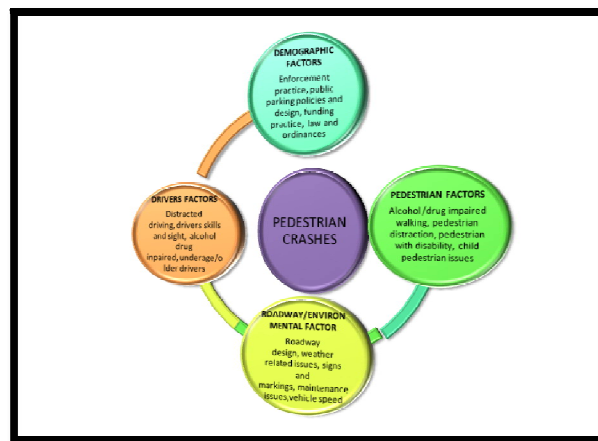 DEMOGRAPHIC
FACTORS
Enforcement
practice, public
parking policies and
design, funding
practice, law and
ordinances
DRIVERS FACTORS
Distracted
driving, drivers skills
and sight, alcohol
drug
inpaired, underage/o
lder drivers
PEDESTRIAN
CRASHES
PEDESTRIAN FACTORS
Alcohol/drug impaired
walking, pedestrian
distraction, pedestrian
with disability, child
pedestrian issues
ROADWAY/ENVIRON
MENTAL FACTOR
Roadway
design, weather
related issues, signs
and
markings, maintenance
issues, vehicle speed